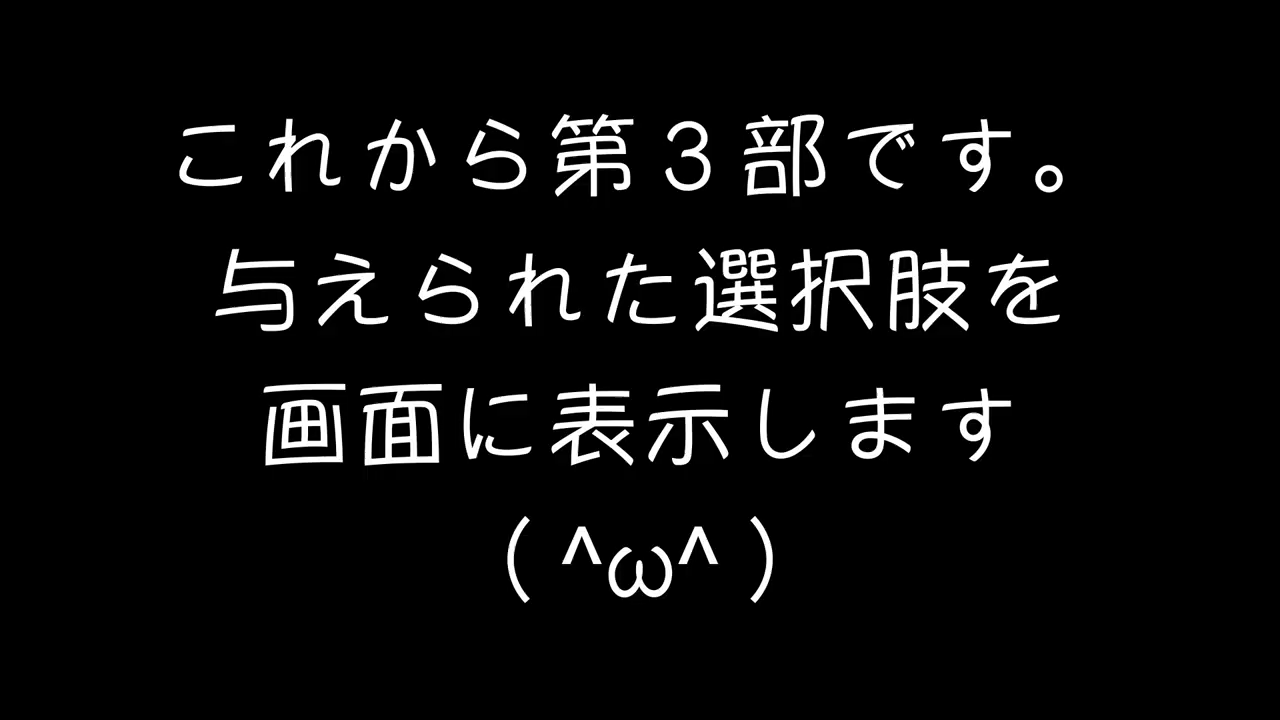 これから第３部です。
与えられた選択肢を
画面に表示します
（^ω^）